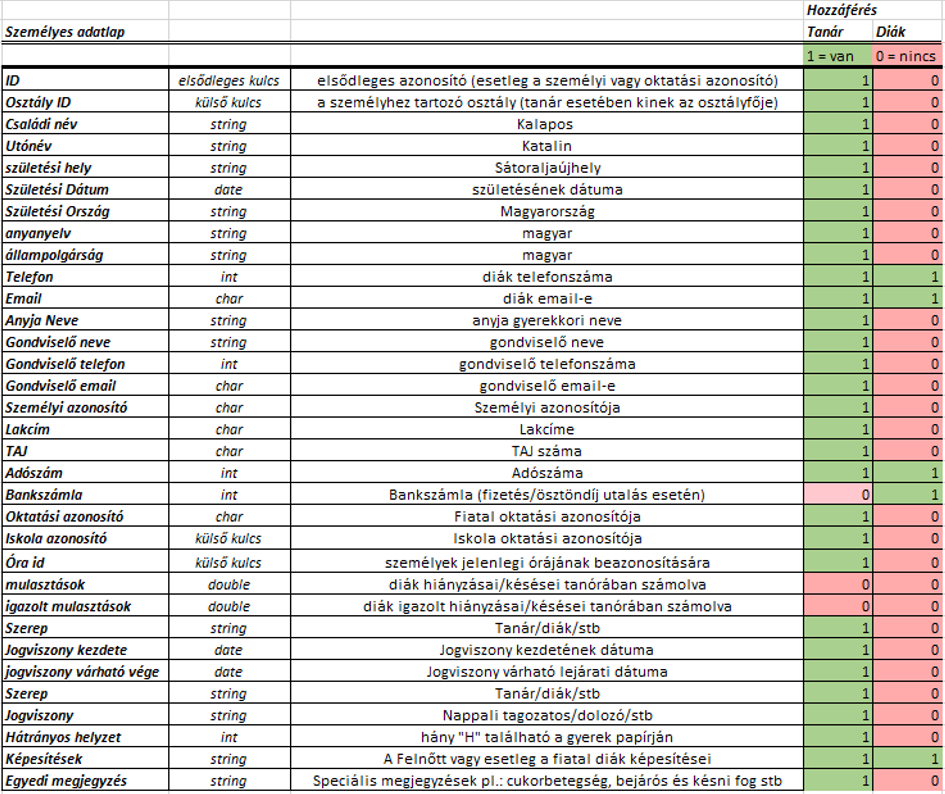 Hozzáférés
Személyes adatlap Tanár Diák
1 = van 0 = nincs
ID elsődleges kulcs elsődleges azonosító (esetleg a személyi vagy oktatási azonosító) 1 0
Osztály ID külső kulcs a személyhez tartozó osztály (tanár esetében kinek az osztályfője) 1 0
Családi név string Kalapos 1 0
Utónév string Katalin 1 0
születési hely string Sátoraljaújhely 1 0
Születési Dátum date születésének dátuma 1 0
Születési Ország string Magyarország 1 0
anyanyelv string magyar 1 0
állampolgárság string magyar 1 0
Telefon int diák telefonszáma 1 1
Email char diák email-e 1 1
Anyja Neve string anyja gyerekkori neve 1 0
Gondviselő neve string gondviselő neve 1 0
Gondviselő telefon int gondviselő telefonszáma 1 0
Gondviselő email char gondviselő email-e 1 0
Személyi azonosító char Személyi azonosítója 1 0
Lakcím char Lakcíme 1 0
TAJ char TAJ száma 1 0
Adószám int Adószáma 1 1
Bankszámla int Bankszámla (fizetés/ösztöndíj utalás esetén) 0 1
Oktatási azonosító char Fiatal oktatási azonosítója 1 0
Iskola azonosító külső kulcs Iskola oktatási azonosítója 1 0
Óra id külső kulcs személyek jelenlegi órájának beazonosítására 1 0
mulasztások double diák hiányzásai/késései tanórában számolva 0 0
igazolt mulasztások double diák igazolt hiányzásai/késései tanórában számolva 0 0
Szerep string Tanár/diák/stb 1 0
Jogviszony kezdete date Jogviszony kezdetének dátuma 1 0
jogviszony várható vége date Jogviszony várható lejárati dátuma 1 0
Szerep string Tanár/diák/stb 1 0
Jogviszony string Nappali tagozatos/dolozó/stb 1 0
Hátrányos helyzet int hány "H" található a gyerek papírján 1 0
Képesítések string A Felnőtt vagy esetleg a fiatal diák képesítései 1 1
Egyedi megjegyzés string Speciális megjegyzések pl.: cukorbetegség, bejárós és késni fog stb 1 0